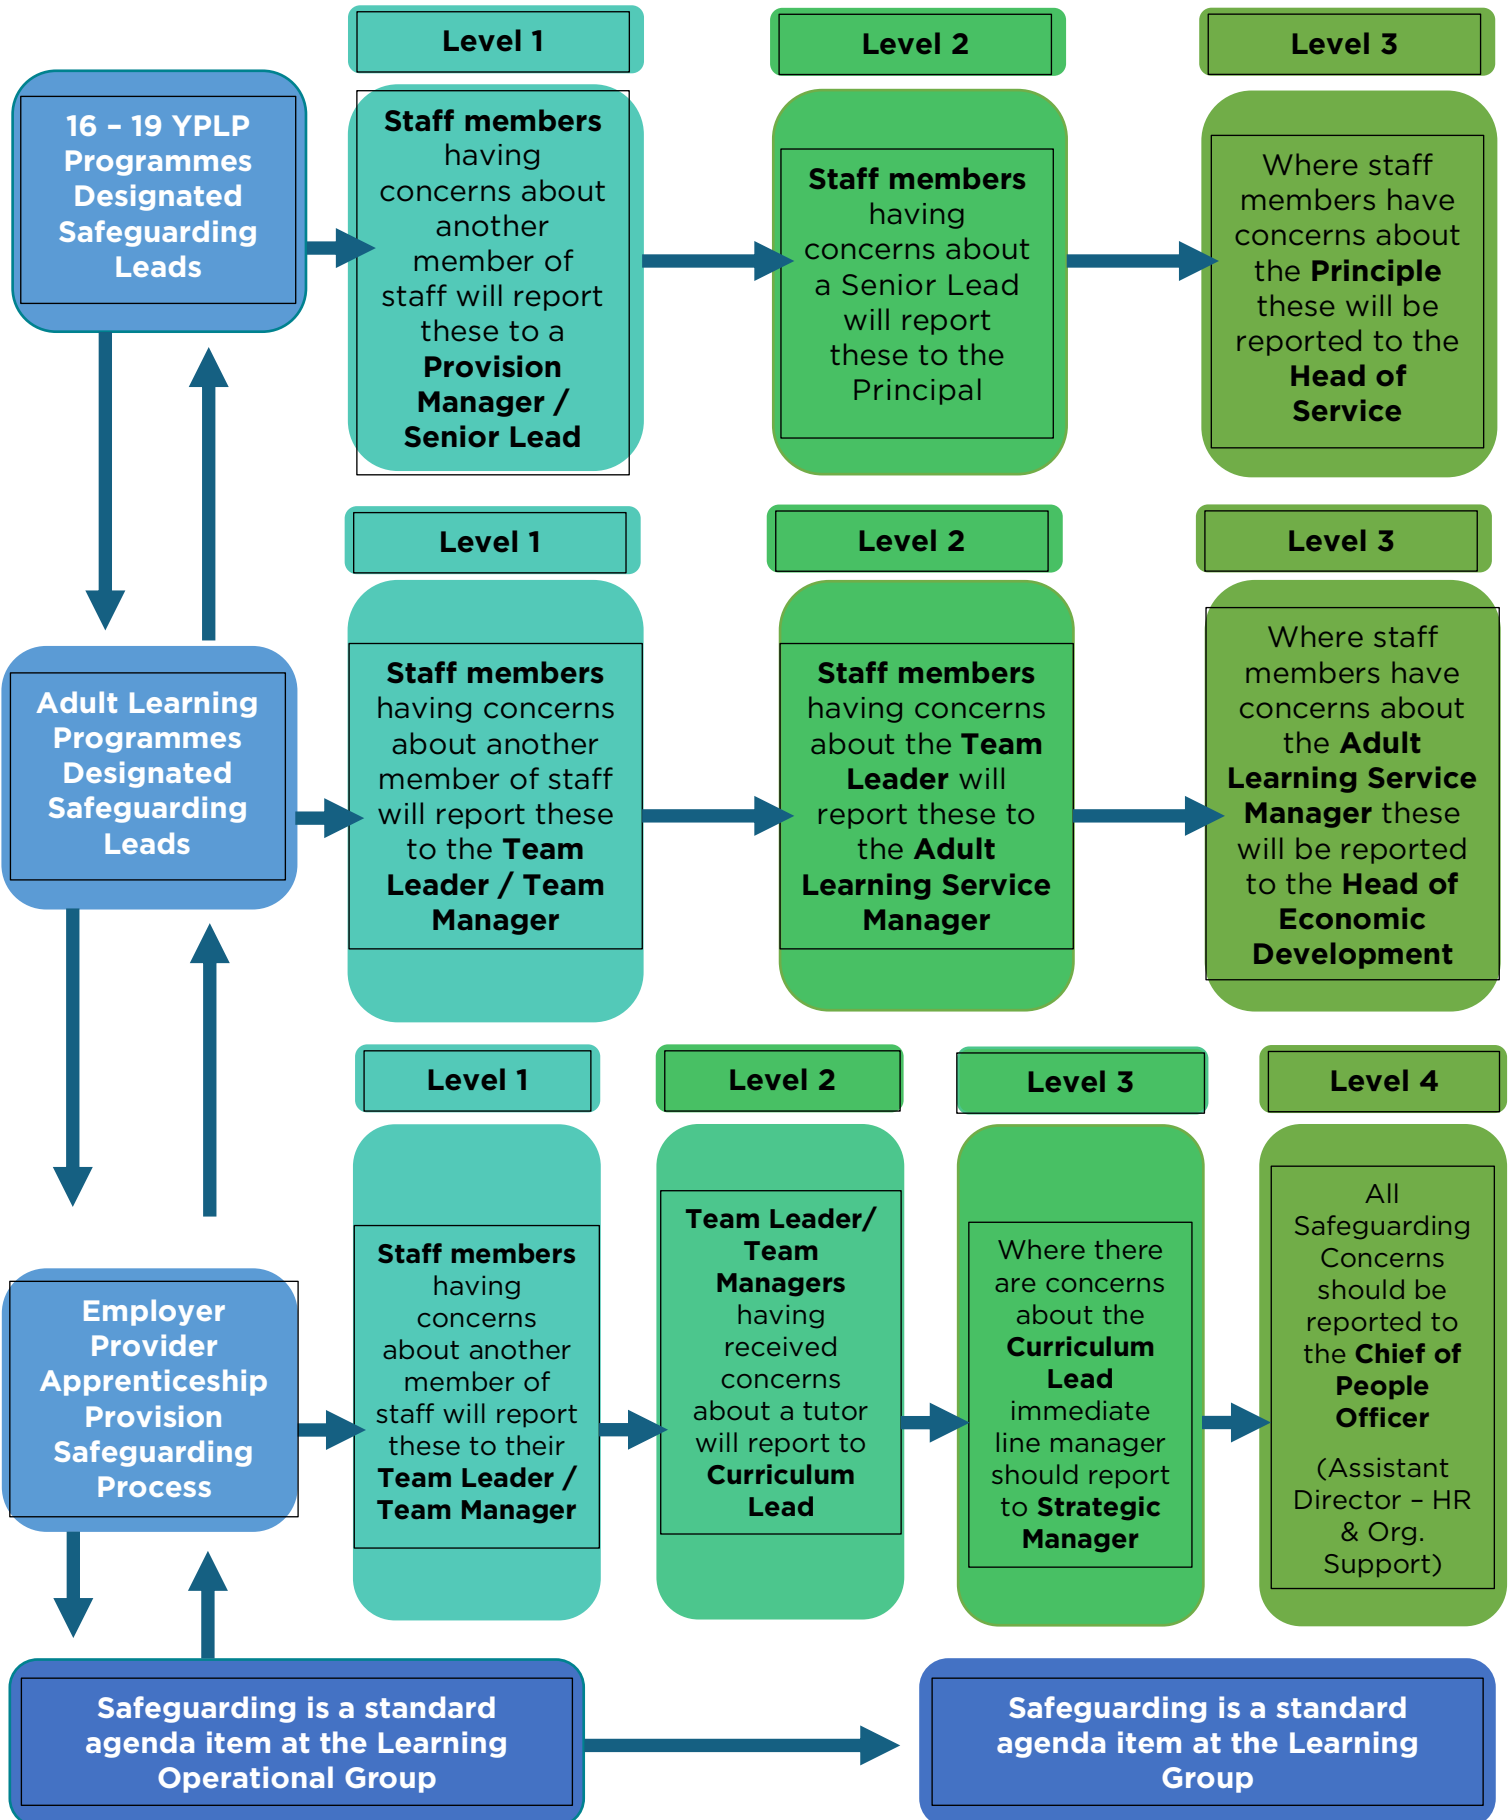 Level 1
Level 2
Level 3
16 – 19 YPLP
Programmes
Designated
Safeguarding
Leads
Staff members
having
concerns about
another
member of
staff will report
these to a
Provision
Manager /
Senior Lead
Staff members
having
concerns about
a Senior Lead
will report
these to the
Principal
Where staff
members have
concerns about
the Principle
these will be
reported to the
Head of
Service
Level 1
Level 2
Level 3
Adult Learning
Programmes
Designated
Safeguarding
Leads
Staff members
having concerns
about another
member of staff
will report these
to the Team
Leader / Team
Manager
Staff members
having concerns
about the Team
Leader will
report these to
the Adult
Learning Service
Manager
Where staff
members have
concerns about
the Adult
Learning Service
Manager these
will be reported
to the Head of
Economic
Development
Level 1
Level 2
Level 3
Level 4
Employer
Provider
Apprenticeship
Provision
Safeguarding
Process
Staff members
having
concerns
about another
member of
staff will report
these to their
Team Leader /
Team Manager
Team Leader/
Team
Managers
having
received
concerns
about a tutor
will report to
Curriculum
Lead
Where there
are concerns
about the
Curriculum
Lead
immediate
line manager
should report
to Strategic
Manager
All
Safeguarding
Concerns
should be
reported to
the Chief of
People
Officer
(Assistant
Director – HR
& Org.
Support)
Safeguarding is a standard
agenda item at the Learning
Operational Group
Safeguarding is a standard
agenda item at the Learning
Group